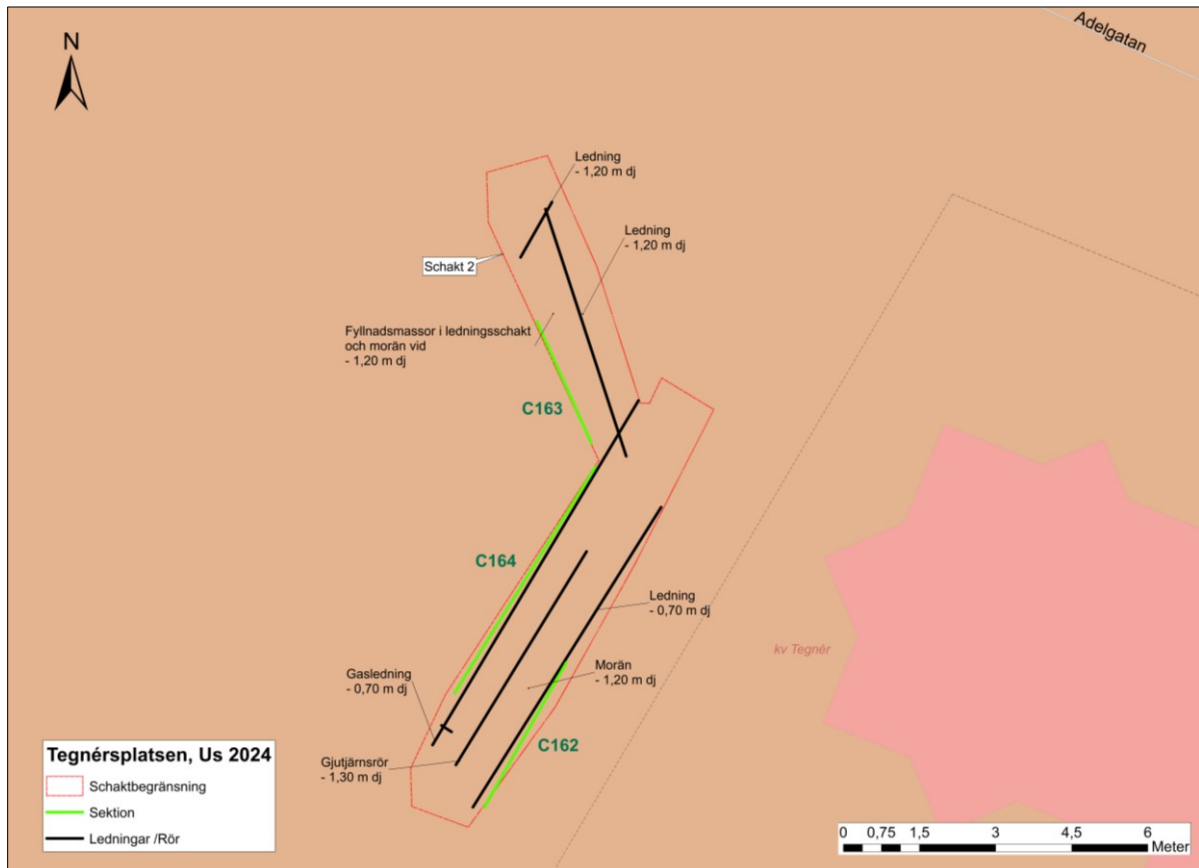 Adelgatan
N
Ledning
- 1,20 m dj
Ledning
- 1,20 m dj
Schakt 2
Fyllnadsmassor i ledningsschakt
och morän vid
- 1,20 m dj
C163
C164
Ledning
- 0,70 m dj
kv Tegnér
Morän
- 1,20 m dj
Gasledning
- 0,70 m dj
C162
Gjutjärnsrör
- 1,30 m dj
Tegnérsplatsen, Us 2024
Schaktbegränsning
Sektion
Ledningar /Rör
0 0,75 1,5 3 4,5 6
Meter